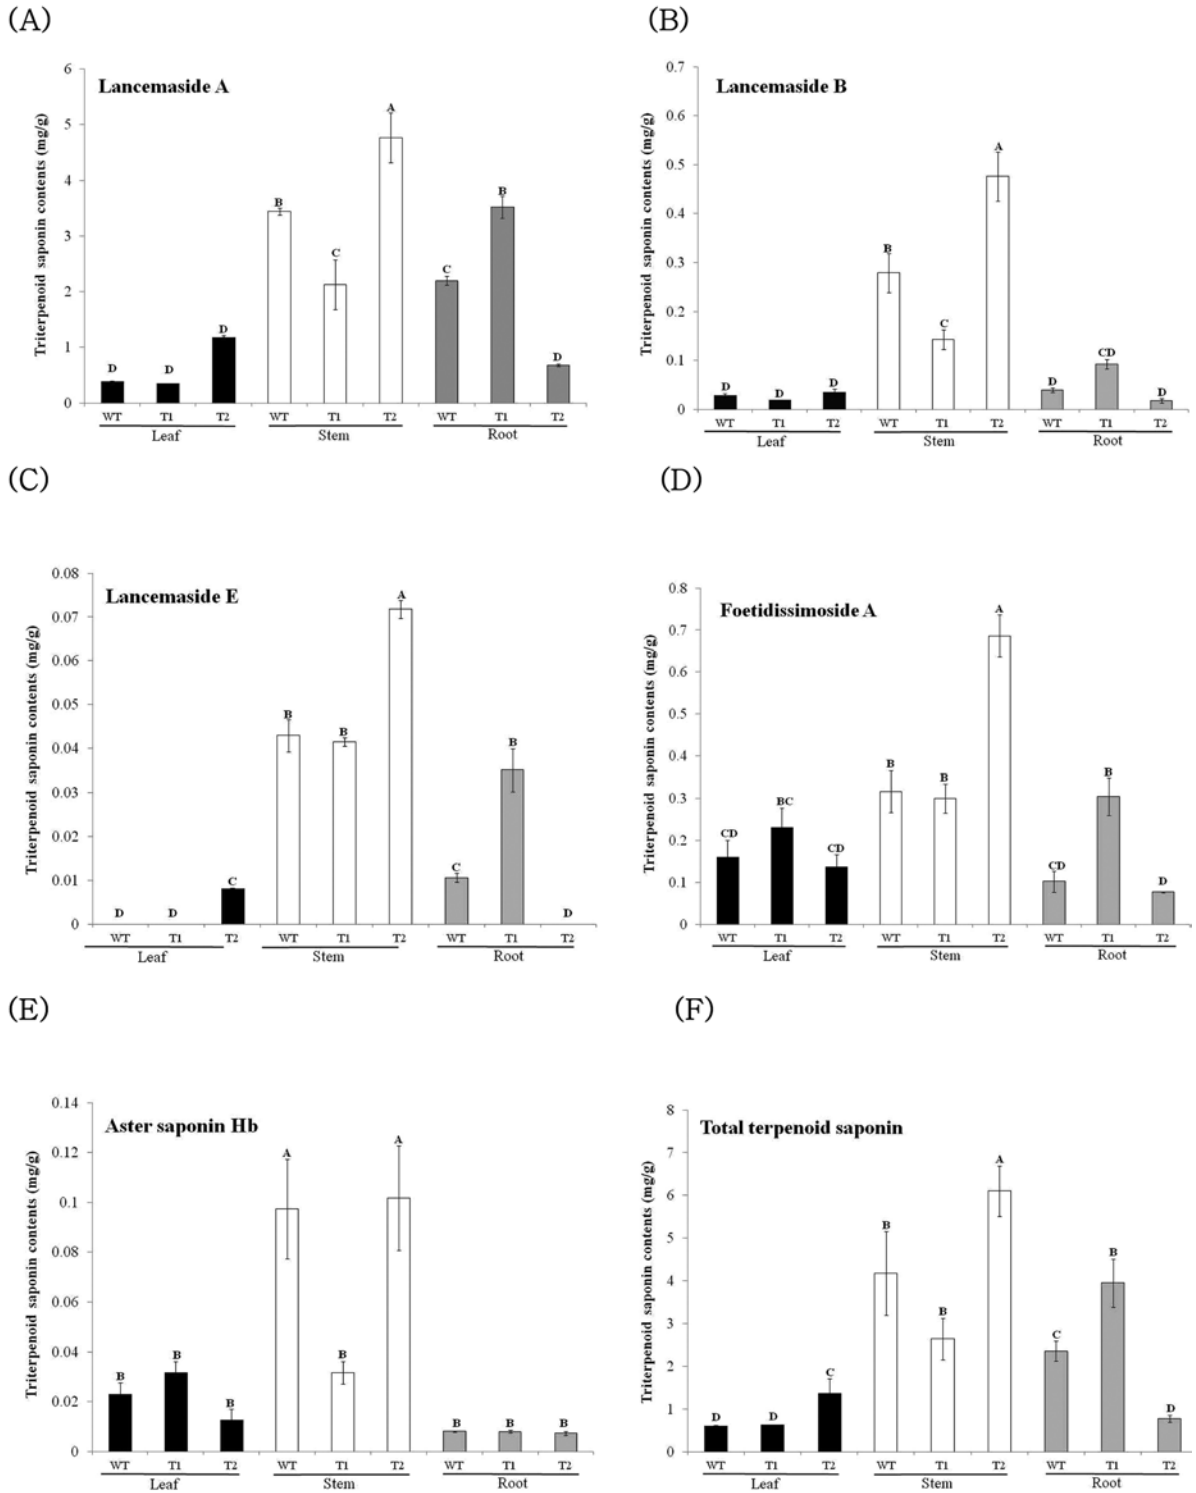 (A)
(B)
Lancemaside A
Triterpenoid saponin contents (mg/g)
6
5
4
3
2
1
0
D
D
D
B
C
A
C
B
D
WT T1 T2 WT T1 T2 WT T1 T2
Leaf Stem Root
Lancemaside B
Triterpenoid saponin contents (mg/g)
0.7
0.6
0.5
0.4
0.3
0.2
0.1
0
D
D
D
B
C
A
D
CD
D
WT T1 T2 WT T1 T2 WT T1 T2
Leaf Stem Root
(C)
(D)
Lancemaside E
Triterpenoid saponin contents (mg/g)
0.08
0.07
0.06
0.05
0.04
0.03
0.02
0.01
0
D
D
C
B
B
A
C
B
D
WT T1 T2 WT T1 T2 WT T1 T2
Leaf Stem Root
Foetidissimoside A
Triterpenoid saponin contents (mg/g)
0.8
0.7
0.6
0.5
0.4
0.3
0.2
0.1
0
CD
BC
CD
B
B
A
CD
B
D
WT T1 T2 WT T1 T2 WT T1 T2
Leaf Stem Root
(E)
(F)
Aster saponin Hb
Triterpenoid saponin contents (mg/g)
0.14
0.12
0.1
0.08
0.06
0.04
0.02
0
B
B
B
A
B
A
B
B
B
WT T1 T2 WT T1 T2 WT T1 T2
Leaf Stem Root
Total terpenoid saponin
Triterpenoid saponin contents (mg/g)
8
7
6
5
4
3
2
1
0
D
D
C
B
B
A
C
B
D
WT T1 T2 WT T1 T2 WT T1 T2
Leaf Stem Root